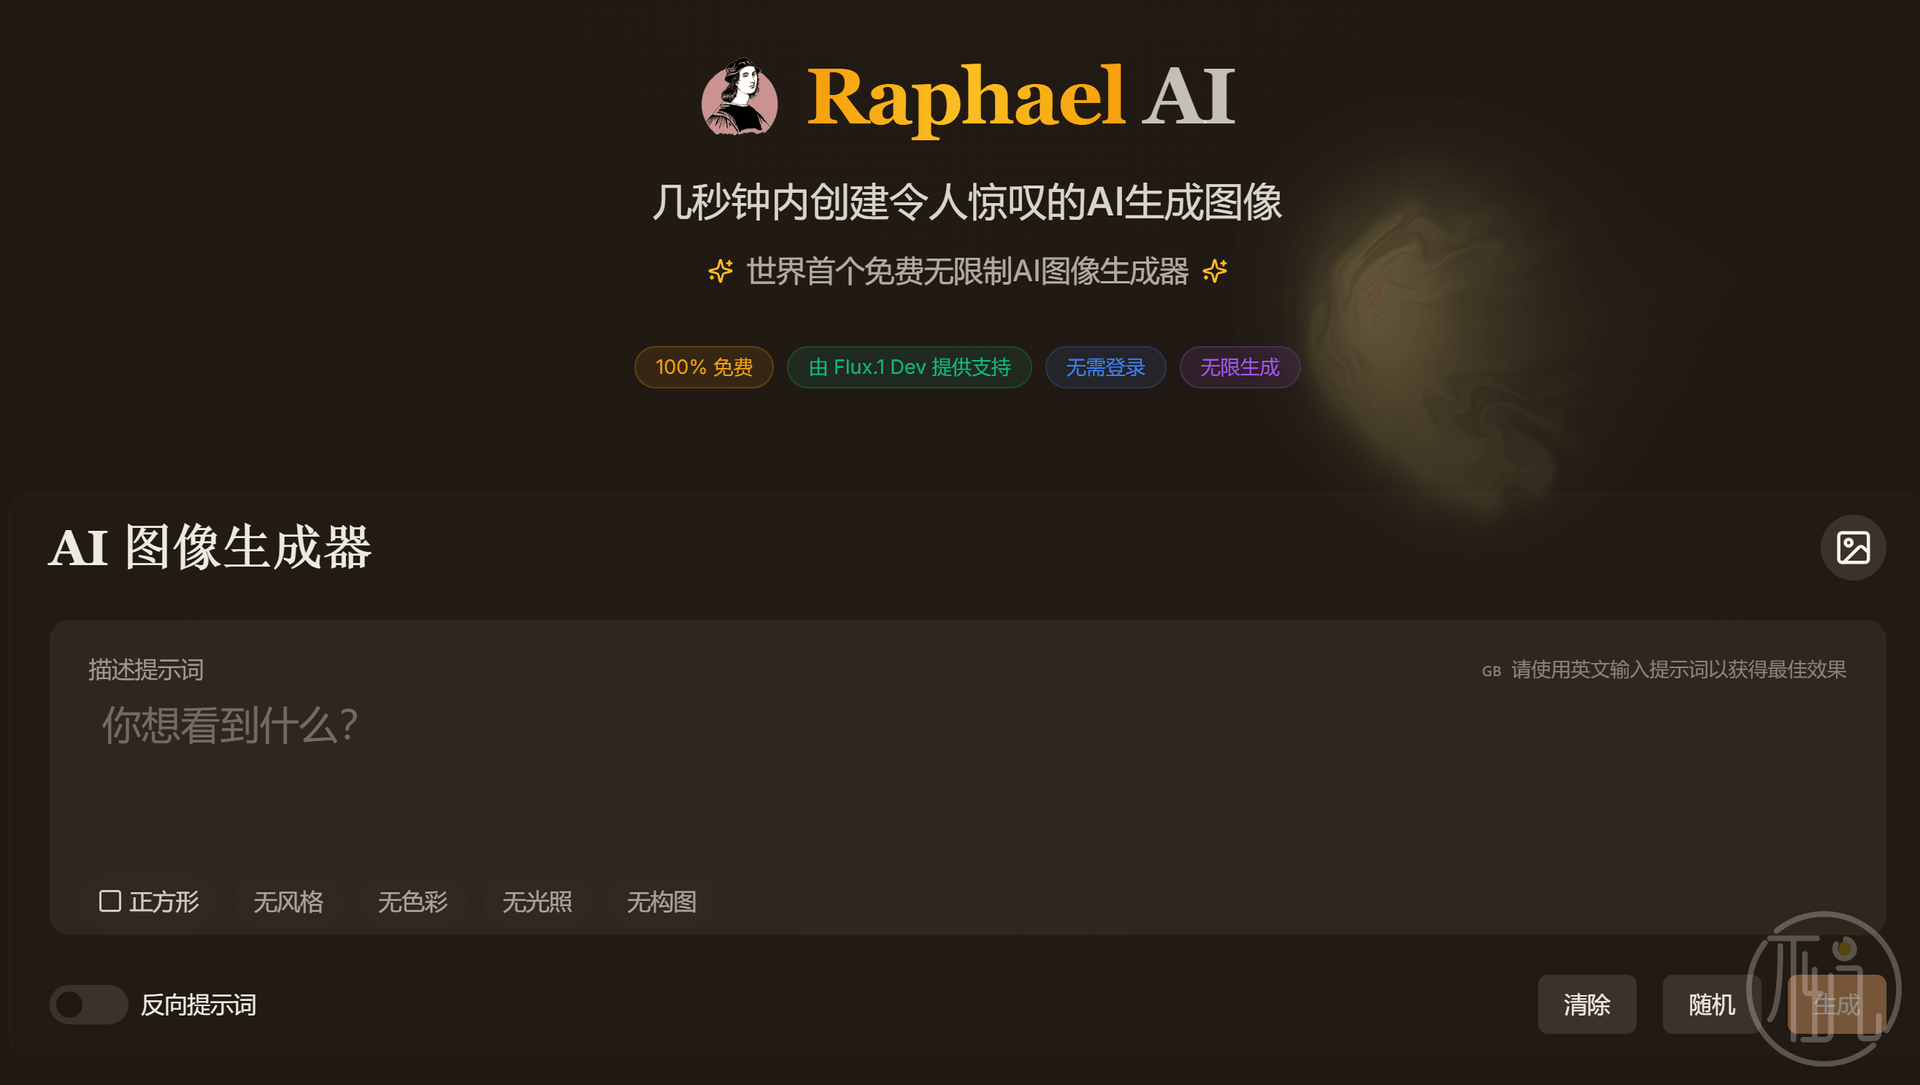 Raphael AI
几秒钟内创建令人惊叹的AI生成图像
世界首个免费无限制AI图像生成器
100% 免费 由 Flux.1 Dev 提供支持 无需登录 无限生成
AI 图像生成器
描述提示词 GB 请使用英文输入提示词以获得最佳效果
你想看到什么？
正方形 无风格 无色彩 无光照 无构图
反向提示词 清除 随机 生成